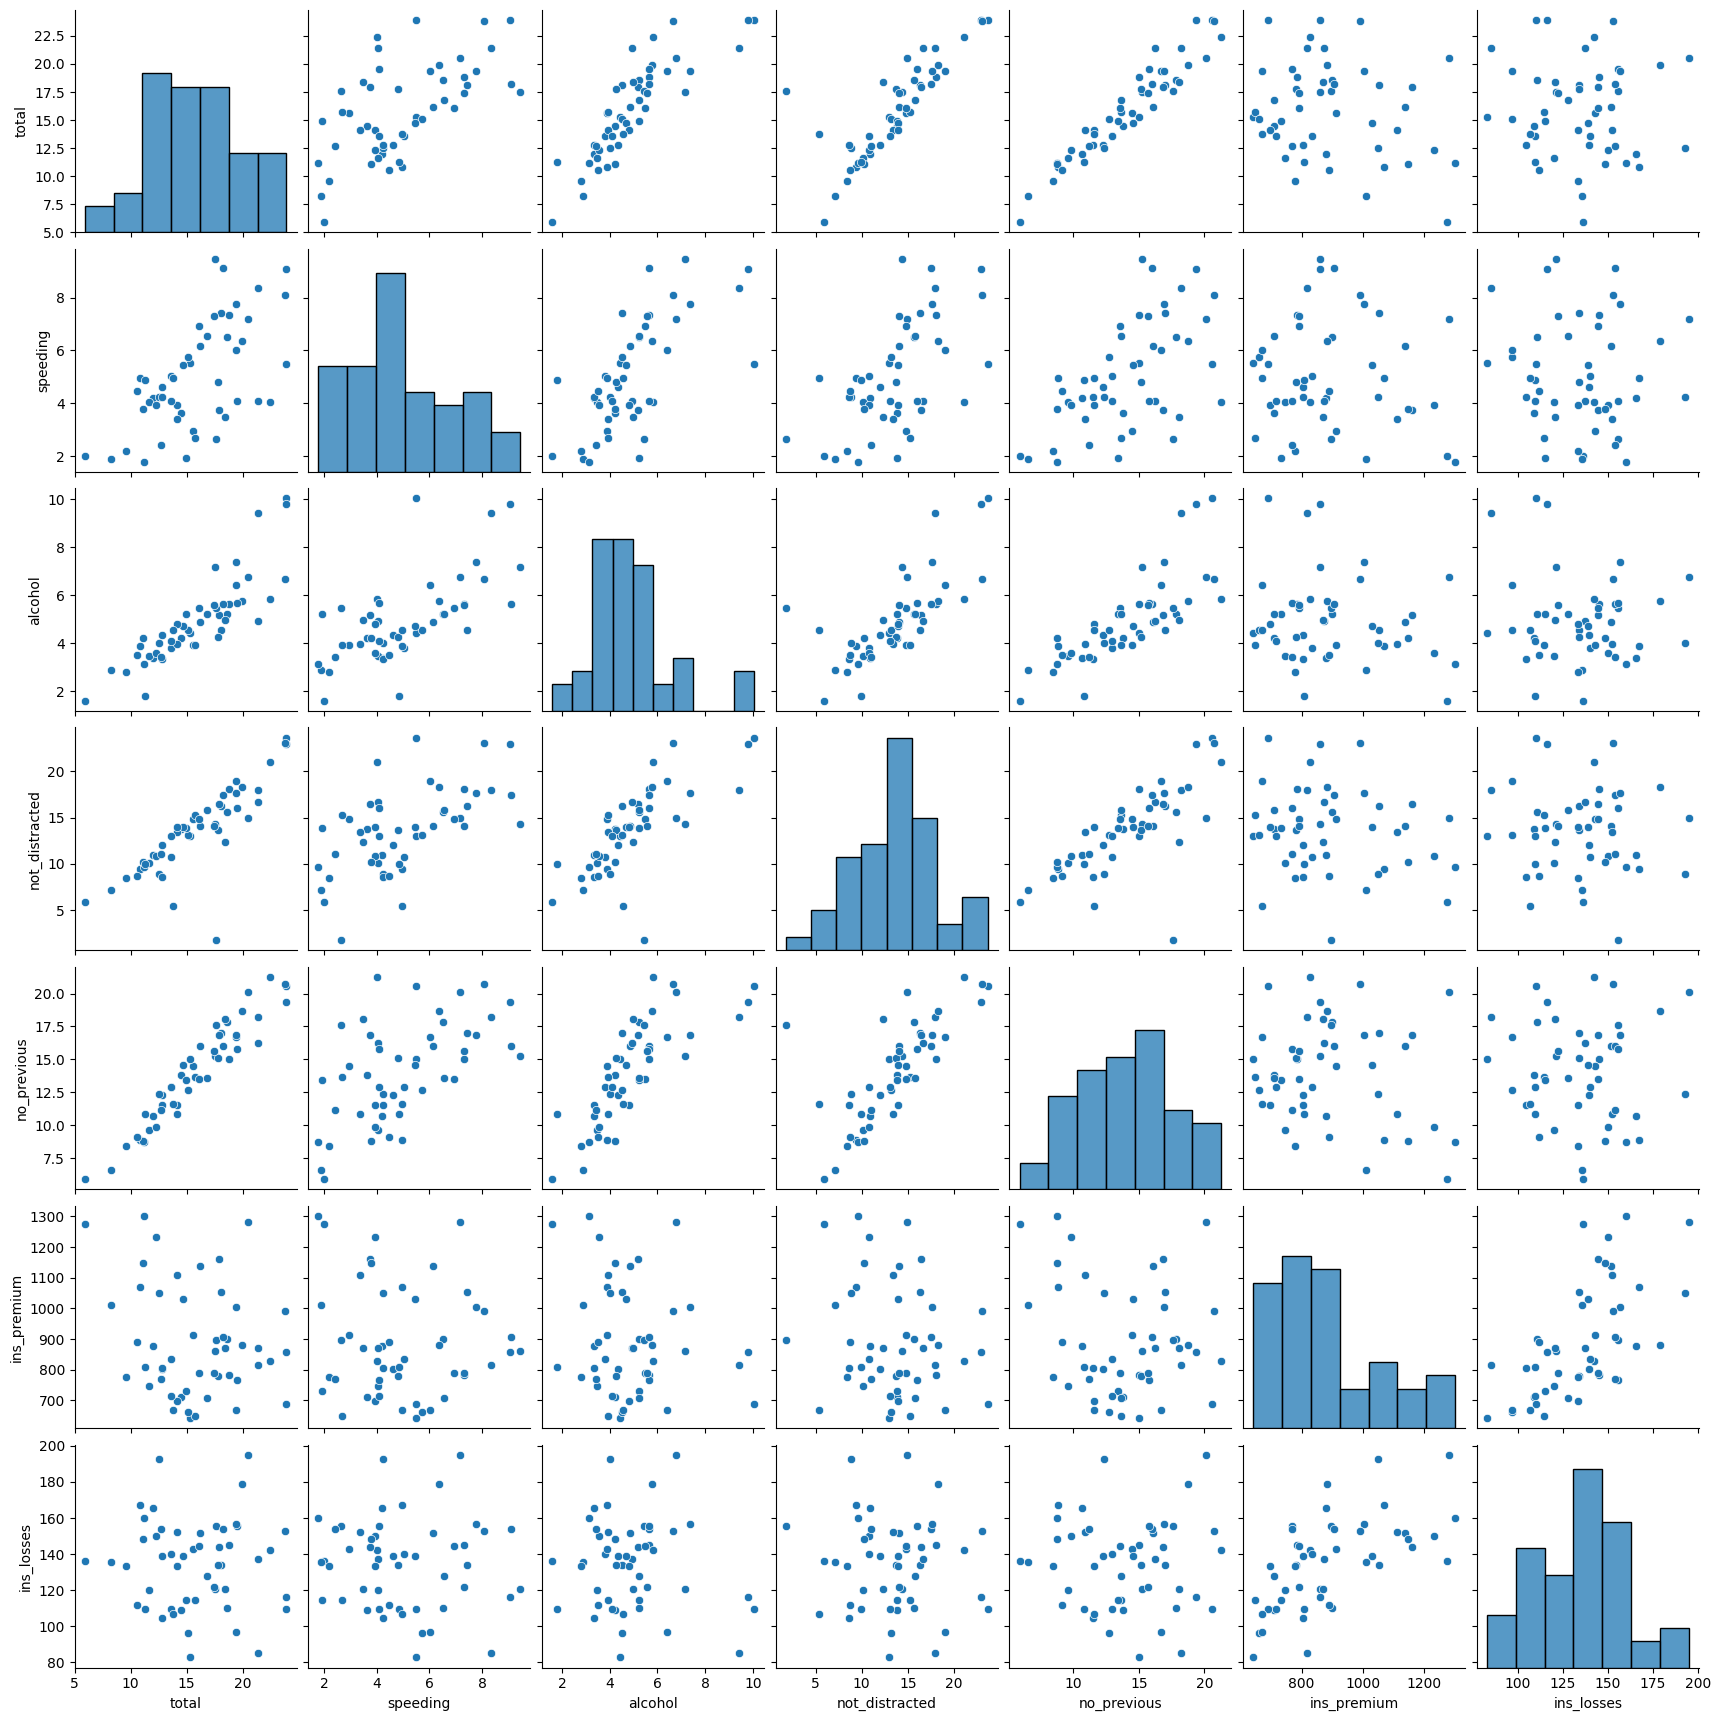 total
22.5
20.0
17.5
15.0
12.5
10.0
7.5
5.0
speeding
8
6
4
2
alcohol
10
8
6
4
2
not_distracted
20
15
10
5
no_previous
20.0
17.5
15.0
12.5
10.0
7.5
ins_premium
1300
1200
1100
1000
900
800
700
ins_losses
200
180
160
140
120
100
80
5 10 15 20
2 4 6 8
2 4 6 8 10
5 10 15 20
10 15 20
800 1000 1200
100 125 150 175 200
total speeding alcohol not_distracted no_previous ins_premium ins_losses